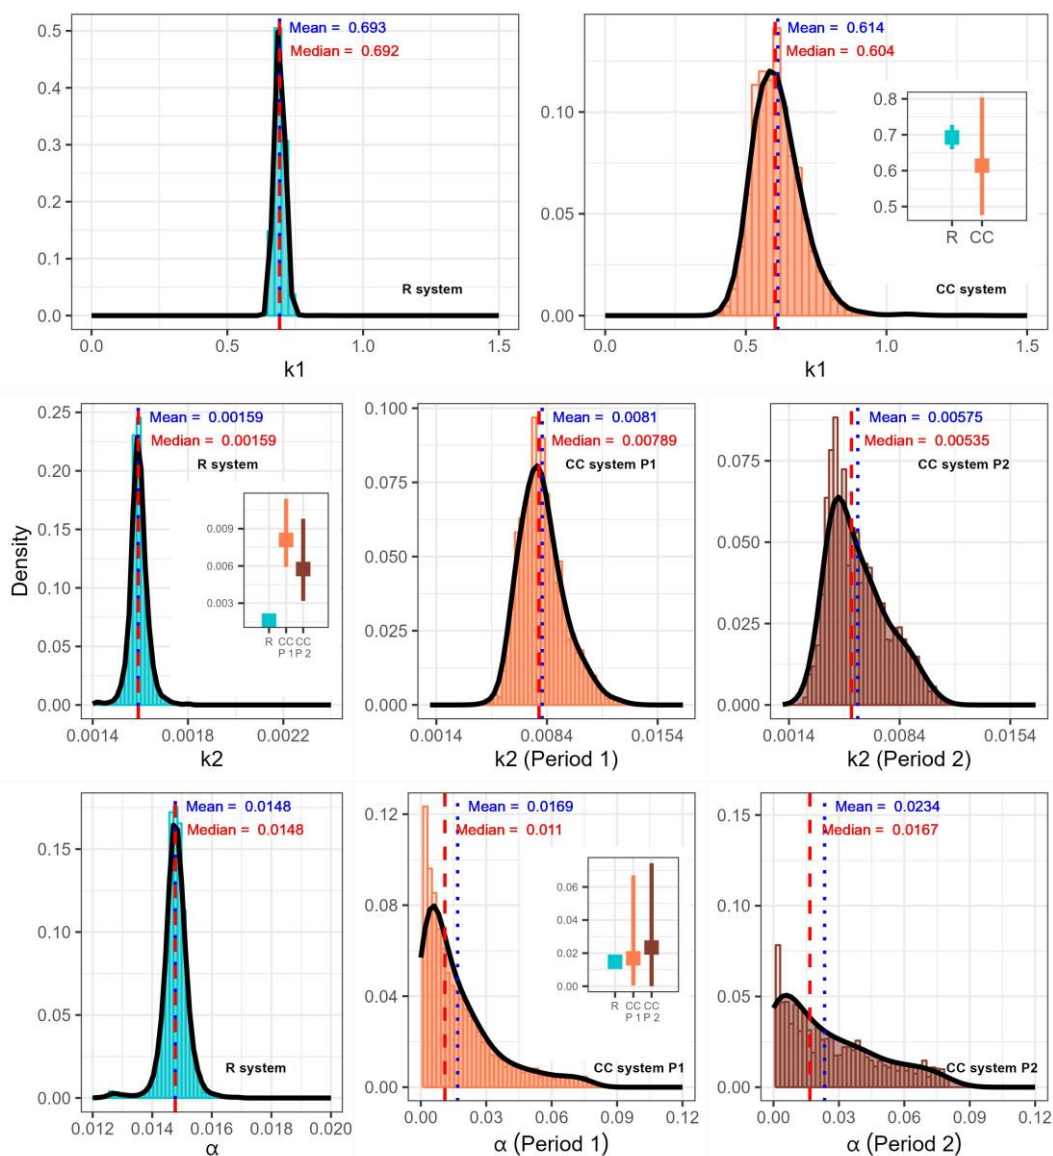 Mean = 0.693
Median = 0.692
0.5
0.4
0.3
0.2
0.1
0.0
R system
0.0 0.5 1.0 1.5
k1
Mean = 0.614
Median = 0.604
0.10
0.05
0.00
0.8
0.7
0.6
0.5
R CC
CC system
0.0 0.5 1.0 1.5
k1
Density
Mean = 0.00159
Median = 0.00159
R system
0.25
0.20
0.15
0.10
0.05
0.00
0.009
0.006
0.003
R CC CC
P 1 P 2
0.0014 0.0018 0.0022
k2
Mean = 0.0081
Median = 0.00789
CC system P1
0.100
0.075
0.050
0.025
0.000
0.0014 0.0084 0.0154
k2 (Period 1)
Mean = 0.00575
Median = 0.00535
CC system P2
0.075
0.050
0.025
0.000
0.0014 0.0084 0.0154
k2 (Period 2)
Mean = 0.0148
Median = 0.0148
0.15
0.10
0.05
0.00
R system
0.012 0.014 0.016 0.018 0.020
α
Mean = 0.0169
Median = 0.011
0.12
0.08
0.04
0.00
0.06
0.04
0.02
0.00
R CC CC
P 1 P 2
CC system P1
0.00 0.03 0.06 0.09 0.12
α (Period 1)
Mean = 0.0234
Median = 0.0167
0.15
0.10
0.05
0.00
CC system P2
0.00 0.03 0.06 0.09 0.12
α (Period 2)